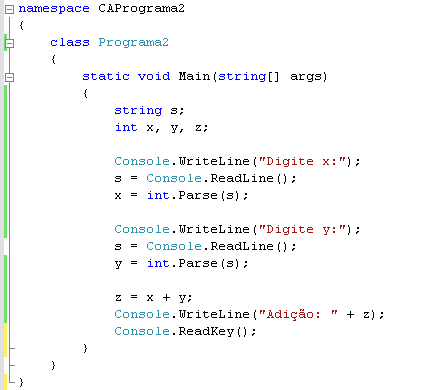 namespace CAPrograma2
{
class Programa2
{
static void Main(string[] args)
{
string s;
int x, y, z;
Console.WriteLine("Digite x:");
s = Console.ReadLine();
x = int.Parse(s);
Console.WriteLine("Digite y:");
s = Console.ReadLine();
y = int.Parse(s);
z = x + y;
Console.WriteLine("Adição: " + z);
Console.ReadKey();
}
}
}